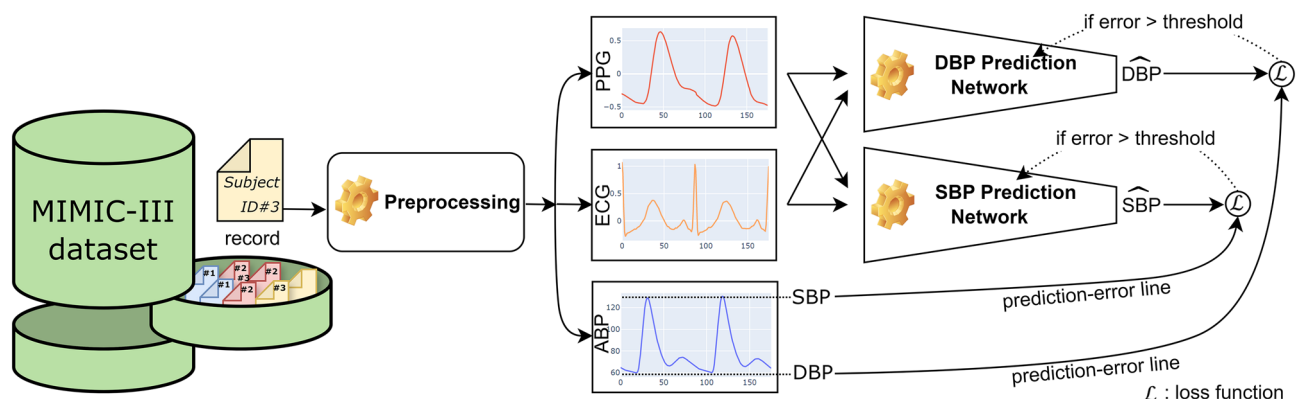 MIMIC-III
dataset
Subject
ID#3
record
#1
#2
#3
#2
#1
#2
#3
Preprocessing
PPG
0.5
0
−0.5
0
50
100
150
ECG
1
0.5
0
0
50
100
150
ABP
120
100
80
60
0
50
100
150
DBP Prediction
Network
if error > threshold
D̂BP
ℒ
SBP Prediction
Network
if error > threshold
ŜBP
ℒ
SBP
prediction-error line
DBP
prediction-error line
ℒ : loss function